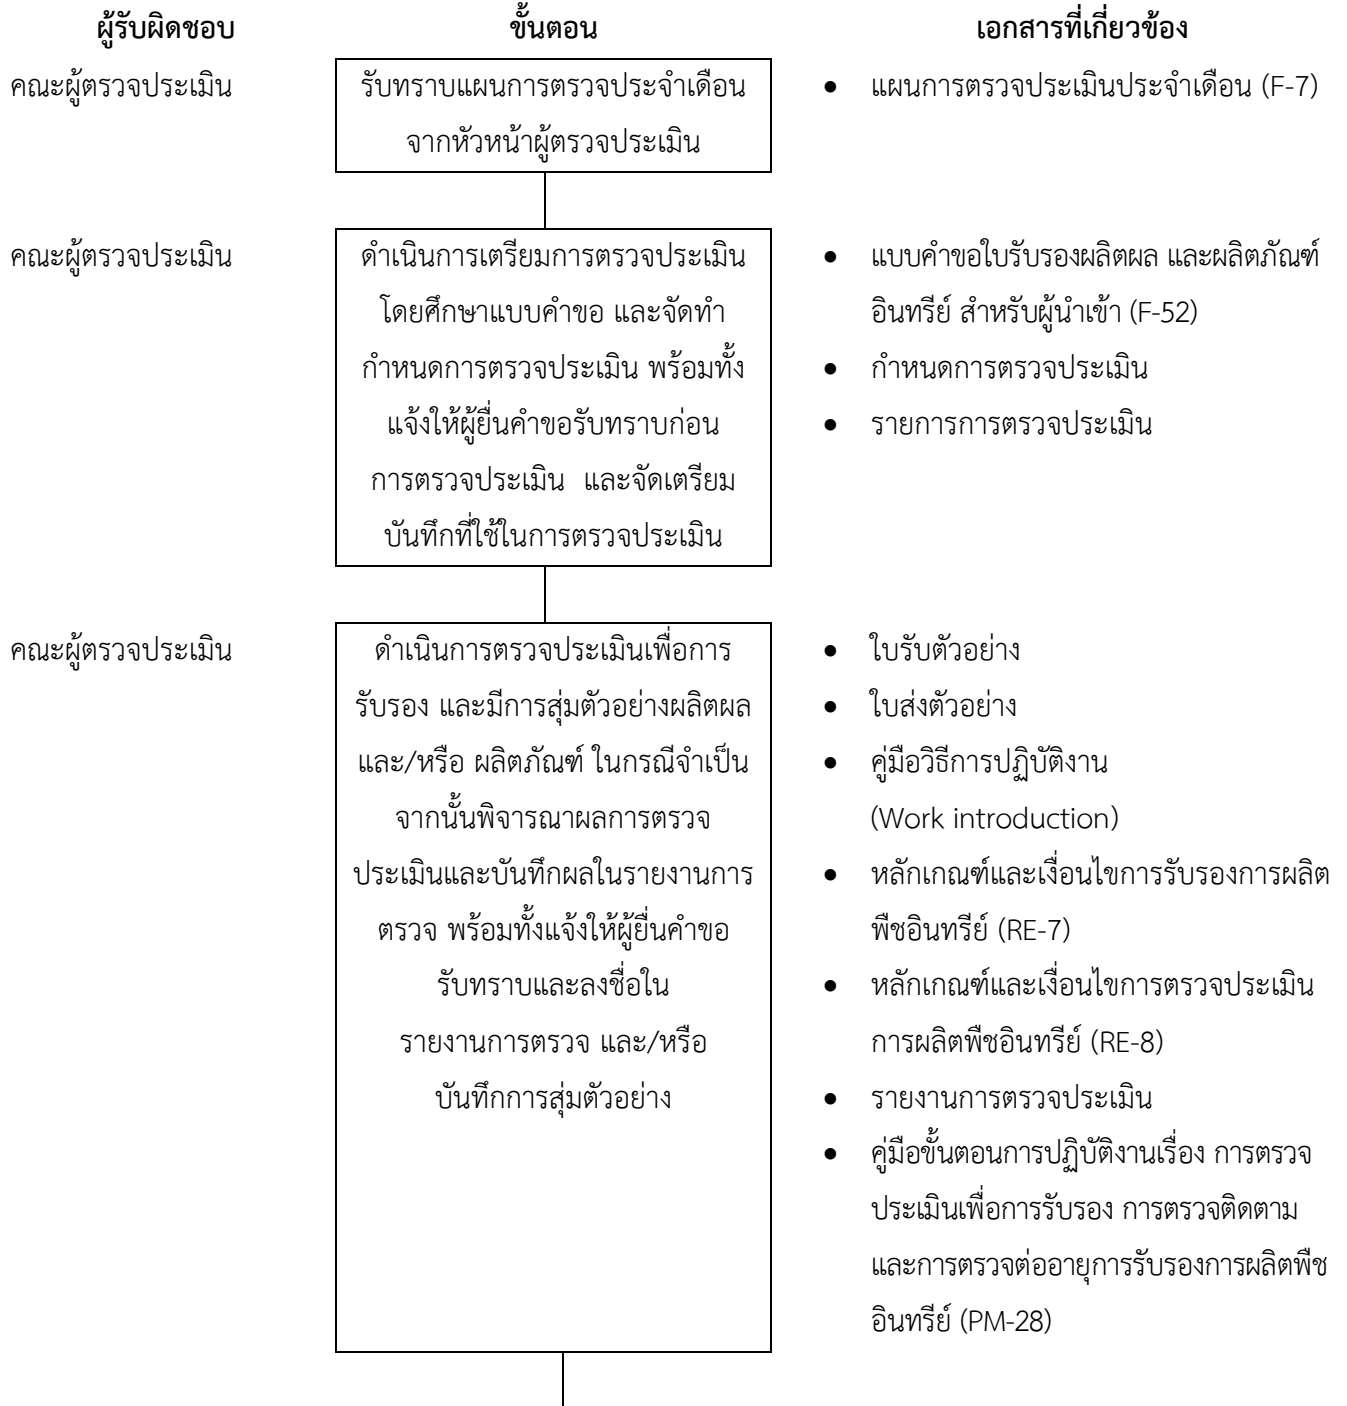 ผู้รับผิดชอบ
ขั้นตอน
เอกสารที่เกี่ยวข้อง
คณะผู้ตรวจประเมิน
รับทราบแผนการตรวจประจำเดือน
จากหัวหน้าผู้ตรวจประเมิน
• แผนการตรวจประเมินประจำเดือน (F-7)
คณะผู้ตรวจประเมิน
ดำเนินการเตรียมการตรวจประเมิน
โดยศึกษาแบบคำขอ และจัดทำ
กำหนดการตรวจประเมิน พร้อมทั้ง
แจ้งให้ผู้ยื่นคำขอรับทราบก่อน
การตรวจประเมิน และจัดเตรียม
บันทึกที่ใช้ในการตรวจประเมิน
• แบบคำขอใบรับรองผลิตผล และผลิตภัณฑ์
อินทรีย์ สำหรับผู้นำเข้า (F-52)
• กำหนดการตรวจประเมิน
• รายการการตรวจประเมิน
คณะผู้ตรวจประเมิน
ดำเนินการตรวจประเมินเพื่อการ
รับรอง และมีการสุ่มตัวอย่างผลิตผล
และ/หรือ ผลิตภัณฑ์ ในกรณีจำเป็น
จากนั้นพิจารณาผลการตรวจ
ประเมินและบันทึกผลในรายงานการ
ตรวจ พร้อมทั้งแจ้งให้ผู้ยื่นคำขอ
รับทราบและลงชื่อใน
รายงานการตรวจ และ/หรือ
บันทึกการสุ่มตัวอย่าง
• ใบรับตัวอย่าง
• ใบส่งตัวอย่าง
• คู่มือวิธีการปฏิบัติงาน
(Work introduction)
• หลักเกณฑ์และเงื่อนไขการรับรองการผลิต
พืชอินทรีย์ (RE-7)
• หลักเกณฑ์และเงื่อนไขการตรวจประเมิน
การผลิตพืชอินทรีย์ (RE-8)
• รายงานการตรวจประเมิน
• คู่มือขั้นตอนการปฏิบัติงานเรื่อง การตรวจ
ประเมินเพื่อการรับรอง การตรวจติดตาม
และการตรวจต่ออายุการรับรองการผลิตพืช
อินทรีย์ (PM-28)